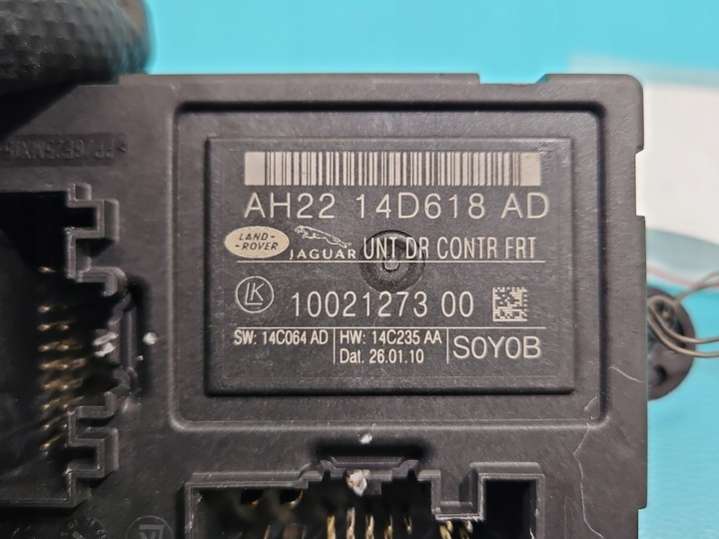 AH22 14D618 AD
LAND-
-ROVER
JAGUAR UNT DR CONTR FRT
LK 10021273 00
SW: 14C064 AD HW: 14C235 AA
Dat. 26.01.10
S0Y0B